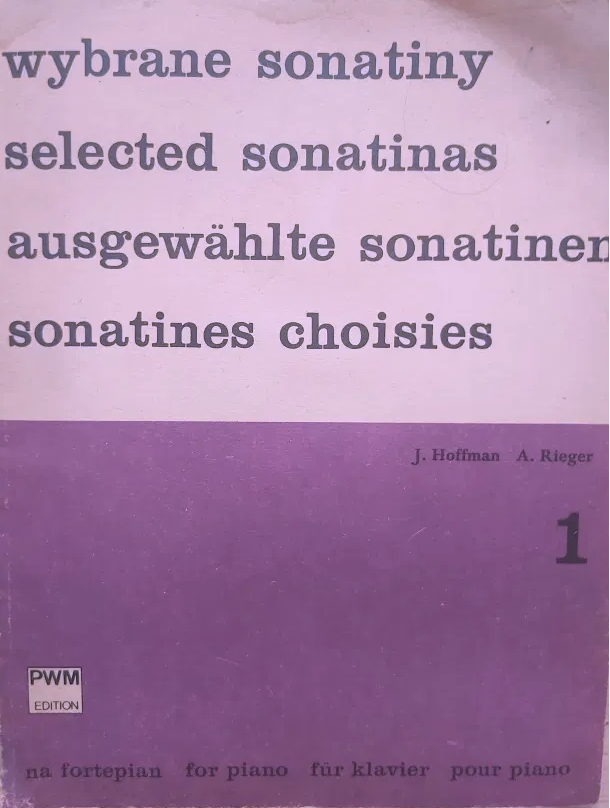 wybrane sonatiny
selected sonatinas
ausgewählte sonatinen
sonatines choisies
J. Hoffman A. Rieger
1
PWM
EDITION
na fortepian for piano für klavier pour piano